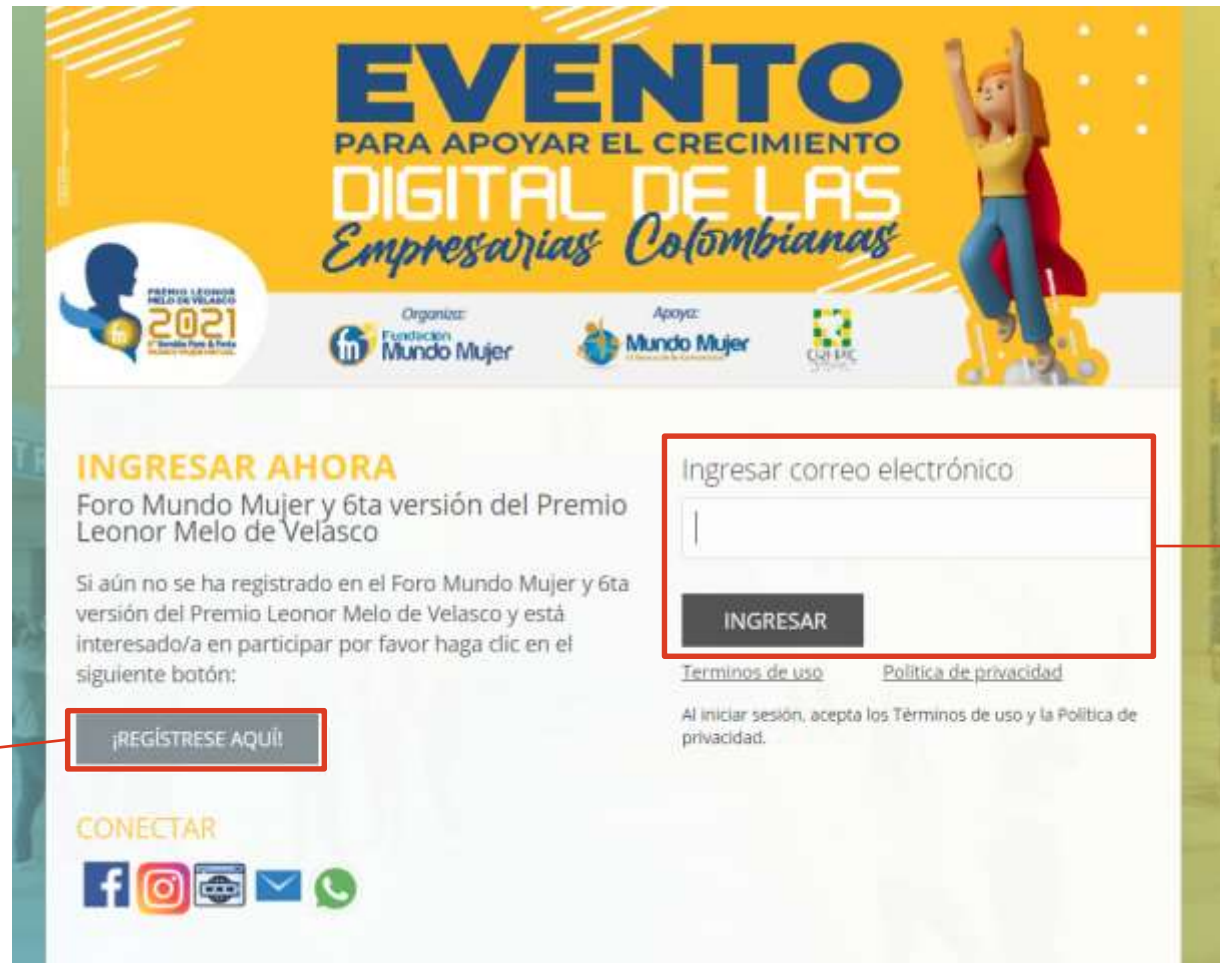 EVENTO
PARA APOYAR EL CRECIMIENTO
DIGITAL DE LAS
Empresarias Colombianas
PREMIO LEONOR
MELO DE VELASCO
2021
Organiza:
Fundación
Mundo Mujer
Apoya:
Mundo Mujer
INGRESAR AHORA
Foro Mundo Mujer y 6ta versión del Premio
Leonor Melo de Velasco
Si aún no se ha registrado en el Foro Mundo Mujer y 6ta
versión del Premio Leonor Melo de Velasco y está
interesado/a en participar por favor haga clic en el
siguiente botón:
¡REGÍSTRESE AQUÍ!
CONECTAR
Ingresar correo electrónico
INGRESAR
Terminos de uso Política de privacidad
Al iniciar sesión, acepta los Términos de uso y la Política de
privacidad.